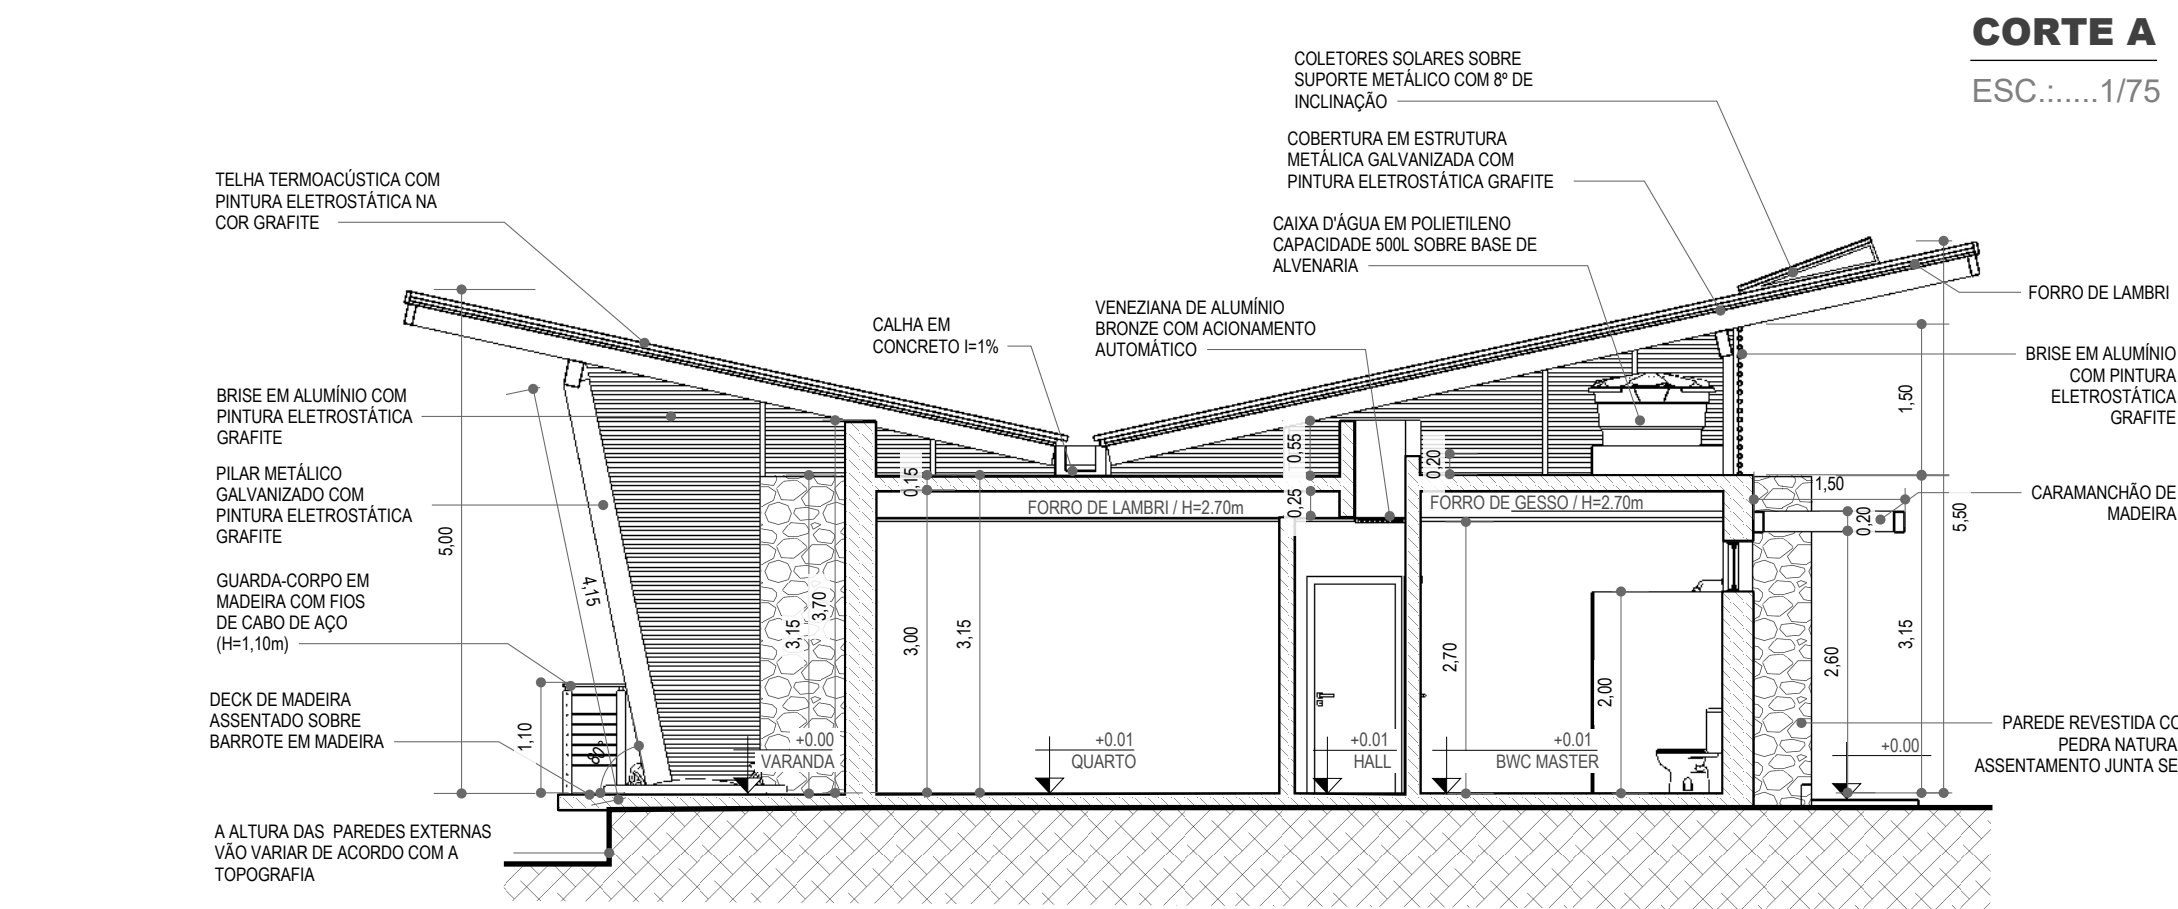 CORTE A
ESC.:.....1/75
COLETORES SOLARES SOBRE
SUPORTE METÁLICO COM 8º DE
INCLINAÇÃO
COBERTURA EM ESTRUTURA
METÁLICA GALVANIZADA COM
PINTURA ELETROSTÁTICA GRAFITE
CAIXA D'ÁGUA EM POLIETILENO
CAPACIDADE 500L SOBRE BASE DE
ALVENARIA
VENEZIANA DE ALUMÍNIO
BRONZE COM ACIONAMENTO
AUTOMÁTICO
CALHA EM
CONCRETO I=1%
TELHA TERMOACÚSTICA COM
PINTURA ELETROSTÁTICA NA
COR GRAFITE
BRISE EM ALUMÍNIO COM
PINTURA ELETROSTÁTICA
GRAFITE
PILAR METÁLICO
GALVANIZADO COM
PINTURA ELETROSTÁTICA
GRAFITE
GUARDA-CORPO EM
MADEIRA COM FIOS
DE CABO DE AÇO
(H=1,10m)
DECK DE MADEIRA
ASSENTADO SOBRE
BARROTE EM MADEIRA
A ALTURA DAS PAREDES EXTERNAS
VÃO VARIAR DE ACORDO COM A
TOPOGRAFIA
5,00
4,15
1,10
80°
3,15
3,70
0,15
3,00
3,15
FORRO DE LAMBRI / H=2.70m
0,55
0,25
0,20
FORRO DE GESSO / H=2.70m
2,70
2,00
+0.00
VARANDA
+0.01
QUARTO
+0.01
HALL
+0.01
BWC MASTER
+0.00
1,50
1,50
0,20
5,50
2,60
3,15
FORRO DE LAMBRI
BRISE EM ALUMÍNIO
COM PINTURA
ELETROSTÁTICA
GRAFITE
CARAMANCHÃO DE
MADEIRA
PAREDE REVESTIDA CO
PEDRA NATURA
ASSENTAMENTO JUNTA SE